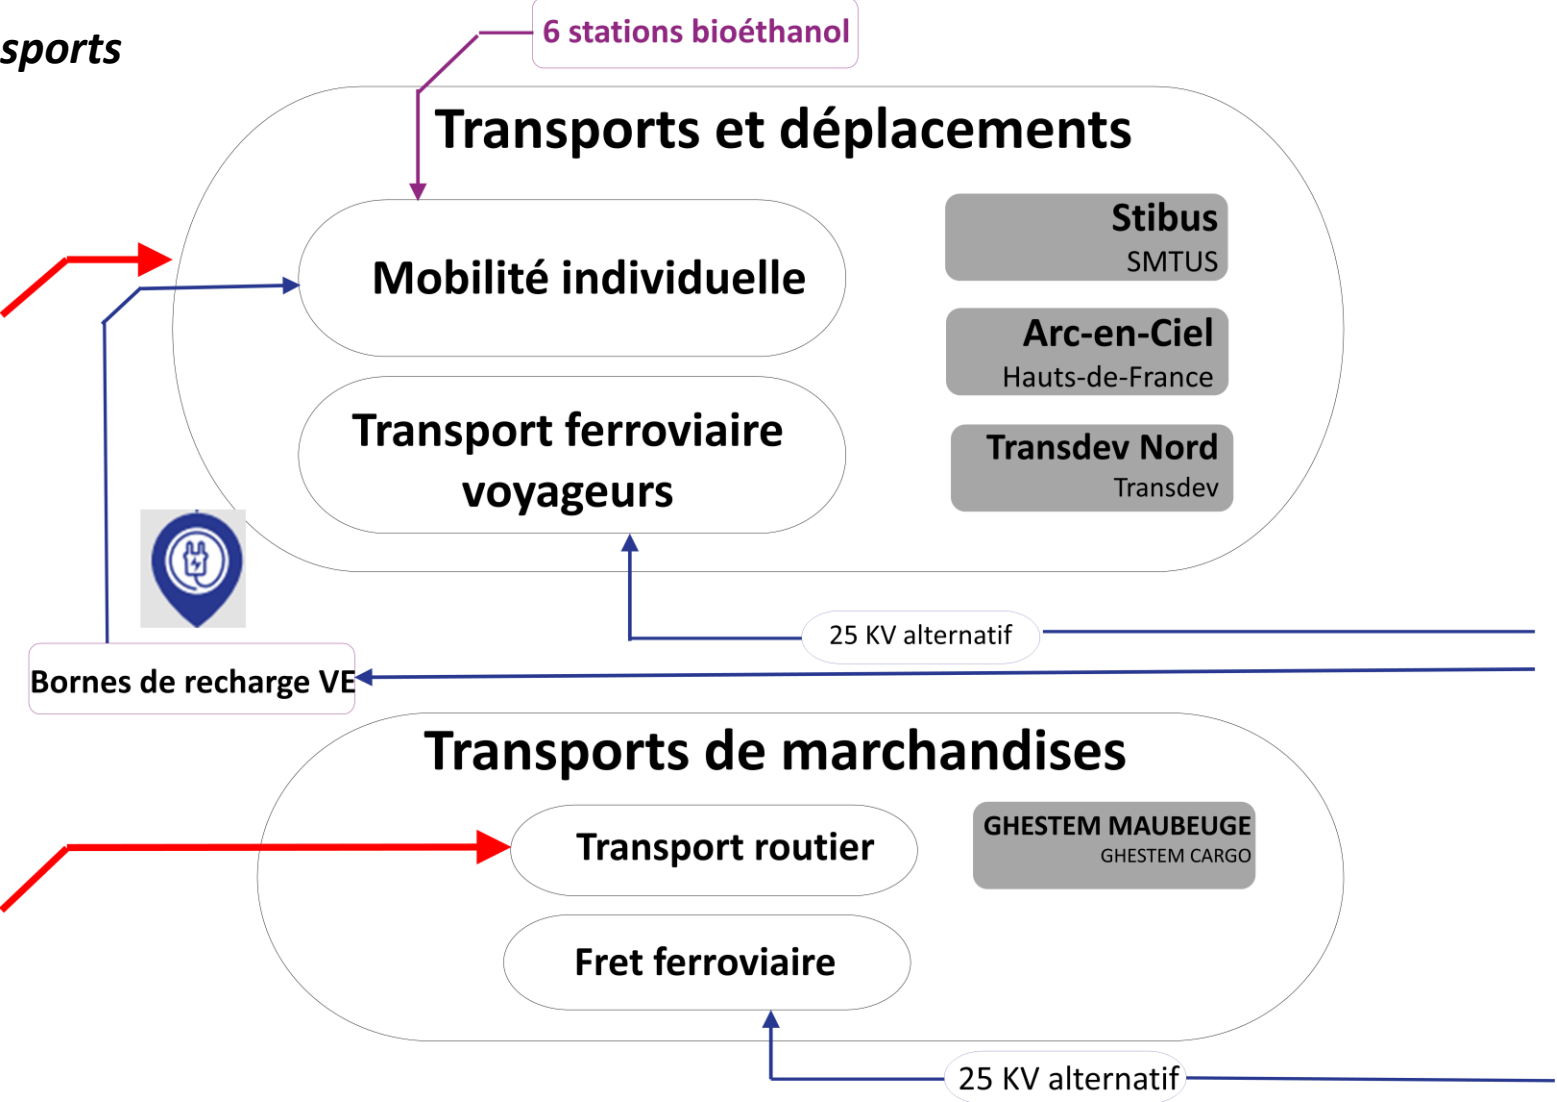 sports
6 stations bioéthanol
Transports et déplacements
Mobilité individuelle
Stibus
SMTUS
Arc-en-Ciel
Hauts-de-France
Transport ferroviaire
voyageurs
Transdev Nord
Transdev
25 KV alternatif
Bornes de recharge VE
Transports de marchandises
Transport routier
GHESTEM MAUBEUGE
GHESTEM CARGO
Fret ferroviaire
25 KV alternatif